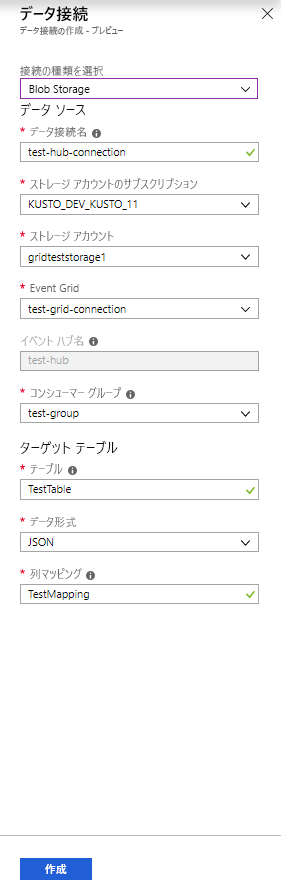 データ接続
データ接続の作成 - プレビュー
接続の種類を選択
Blob Storage
データ ソース
* データ接続名
test-hub-connection
* ストレージ アカウントのサブスクリプション
KUSTO_DEV_KUSTO_11
* ストレージ アカウント
gridteststorage1
* Event Grid
test-grid-connection
イベント ハブ名
test-hub
* コンシューマー グループ
test-group
ターゲット テーブル
* テーブル
TestTable
* データ形式
JSON
* 列マッピング
TestMapping
作成